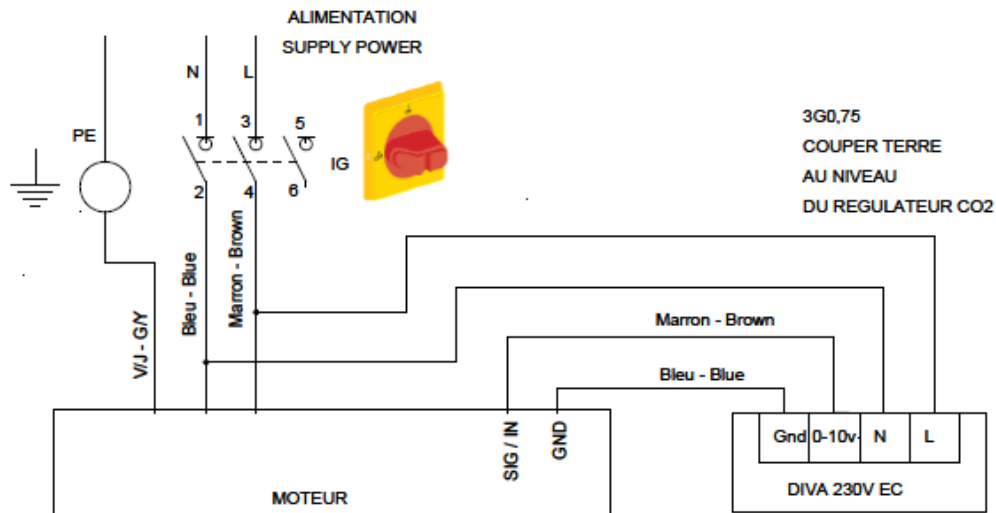 ALIMENTATION
SUPPLY POWER
N
L
PE
1
3
5
IG
2
4
6
3G0,75
COUPER TERRE
AU NIVEAU
DU REGULATEUR CO2
V/J - G/Y
Bleu - Blue
Marron - Brown
Marron - Brown
Bleu - Blue
SIG / IN
GND
Gnd 0-10v- N L
MOTEUR
DIVA 230V EC